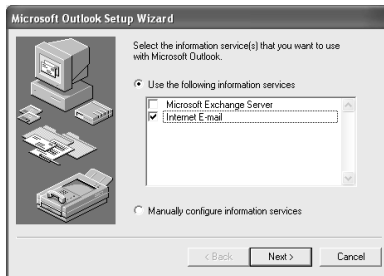 Microsoft Outlook Setup Wizard
Select the information service(s) that you want to use
with Microsoft Outlook.
Use the following information services
Microsoft Exchange Server
Internet E-mail
Manually configure information services
< Back
Next >
Cancel